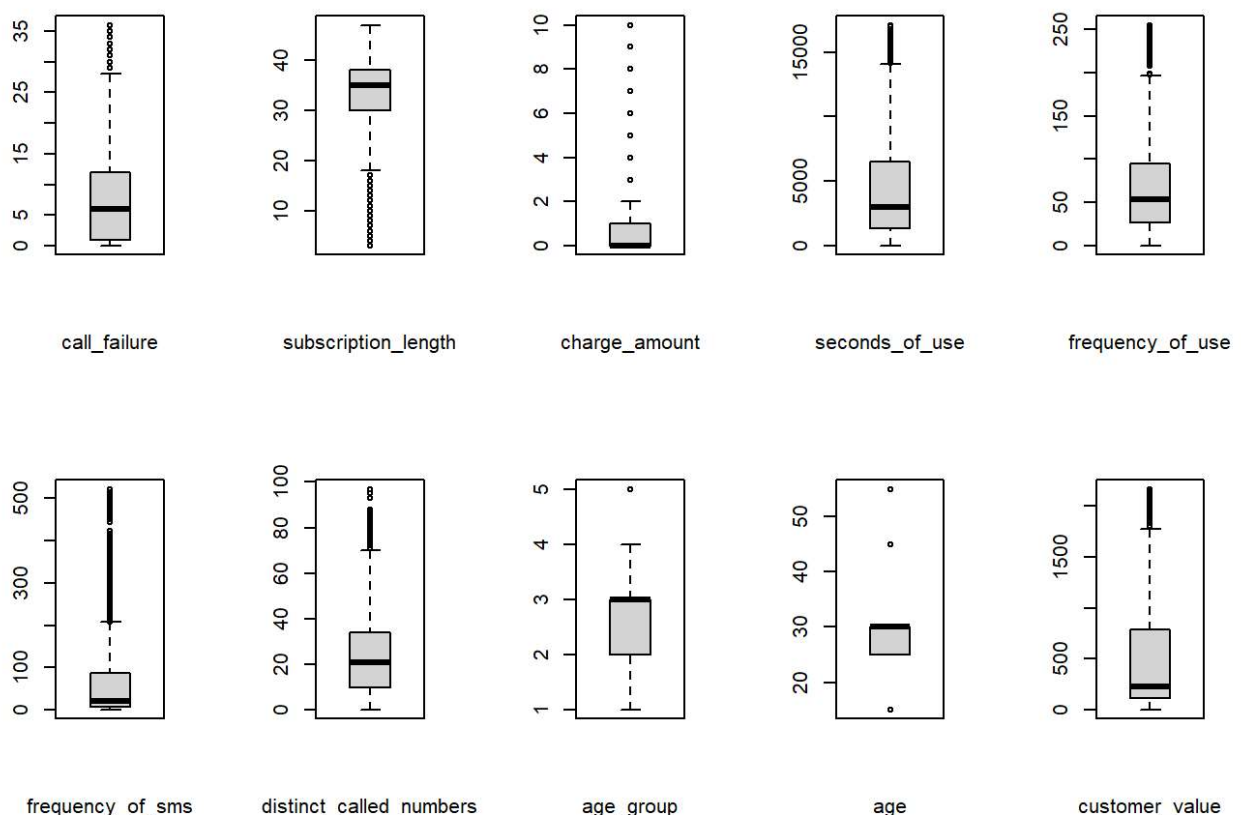 0 5 15 25 35
10 20 30 40
0 2 4 6 8 10
0 5000 15000
0 50 150 250
call_failure subscription_length charge_amount seconds_of_use frequency_of_use
0 100 300 500
0 20 40 60 80 100
1 2 3 4 5
20 30 40 50
0 500 1500
frequency_of_sms distinct_called_numbers age_group age customer_value